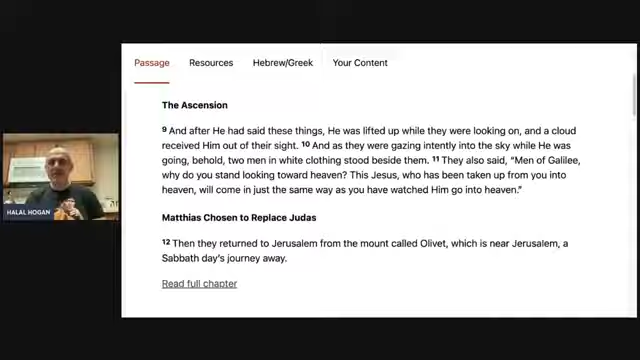 Passage Resources Hebrew/Greek Your Content
The Ascension
9 And after He had said these things, He was lifted up while they were looking on, and a cloud
received Him out of their sight. 10 And as they were gazing intently into the sky while He was
going, behold, two men in white clothing stood beside them. 11 They also said, “Men of Galilee,
why do you stand looking toward heaven? This Jesus, who has been taken up from you into
heaven, will come in just the same way as you have watched Him go into heaven.”
HALAL HOGAN
Matthias Chosen to Replace Judas
12 Then they returned to Jerusalem from the mount called Olivet, which is near Jerusalem, a
Sabbath day’s journey away.
Read full chapter